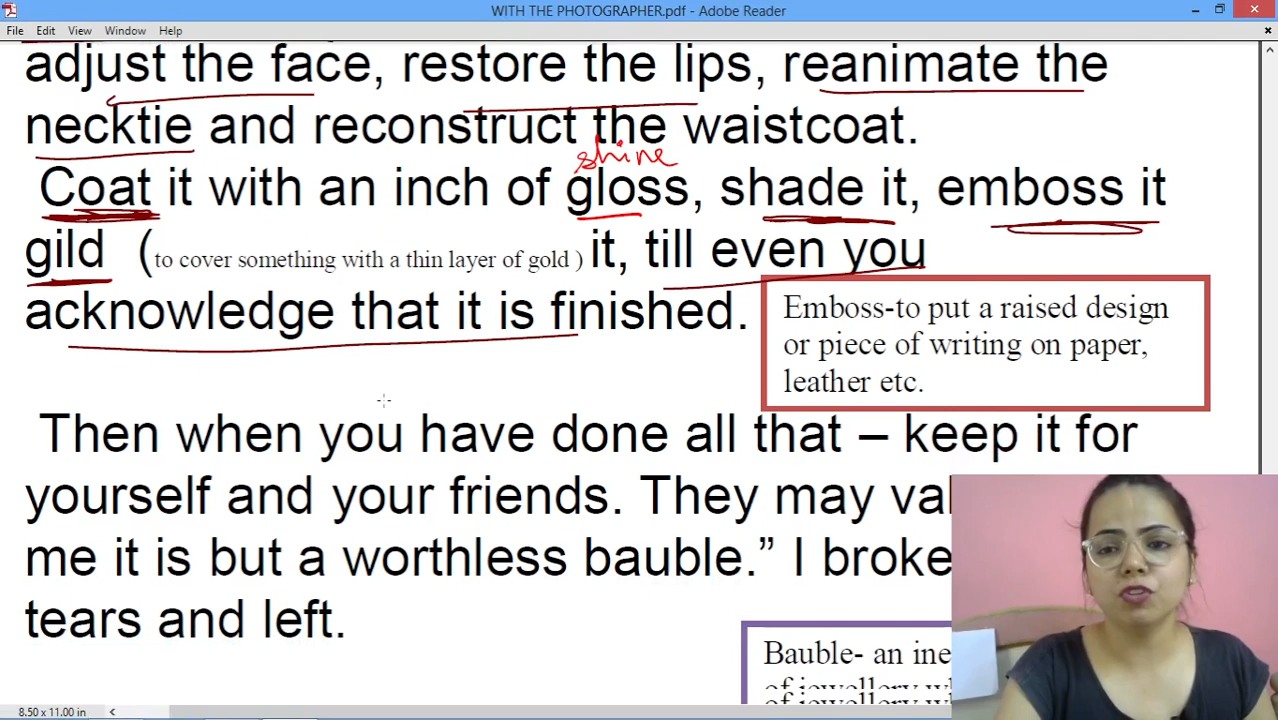 WITH THE PHOTOGRAPHER.pdf - Adobe Reader
File Edit View Window Help
adjust the face, restore the lips, reanimate the
necktie and reconstruct the waistcoat.
shine
Coat it with an inch of gloss, shade it, emboss it
gild (to cover something with a thin layer of gold ) it, till even you
acknowledge that it is finished.
Emboss-to put a raised design
or piece of writing on paper,
leather etc.
Then when you have done all that – keep it for
yourself and your friends. They may
me it is but a worthless bauble.” I broke
tears and left.
Bauble- an
of jewellery
8.50 x 11.00 in